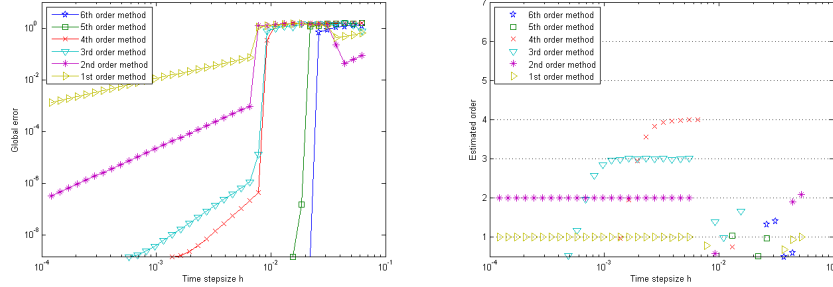 6th order method
5th order method
4th order method
3rd order method
2nd order method
1st order method
Global error
10^0
10^-2
10^-4
10^-6
10^-8
10^-4
10^-3
10^-2
10^-1
Time stepsize h
6th order method
5th order method
4th order method
3rd order method
2nd order method
1st order method
Estimated order
7
6
5
4
3
2
1
10^-4
10^-3
10^-2
Time stepsize h